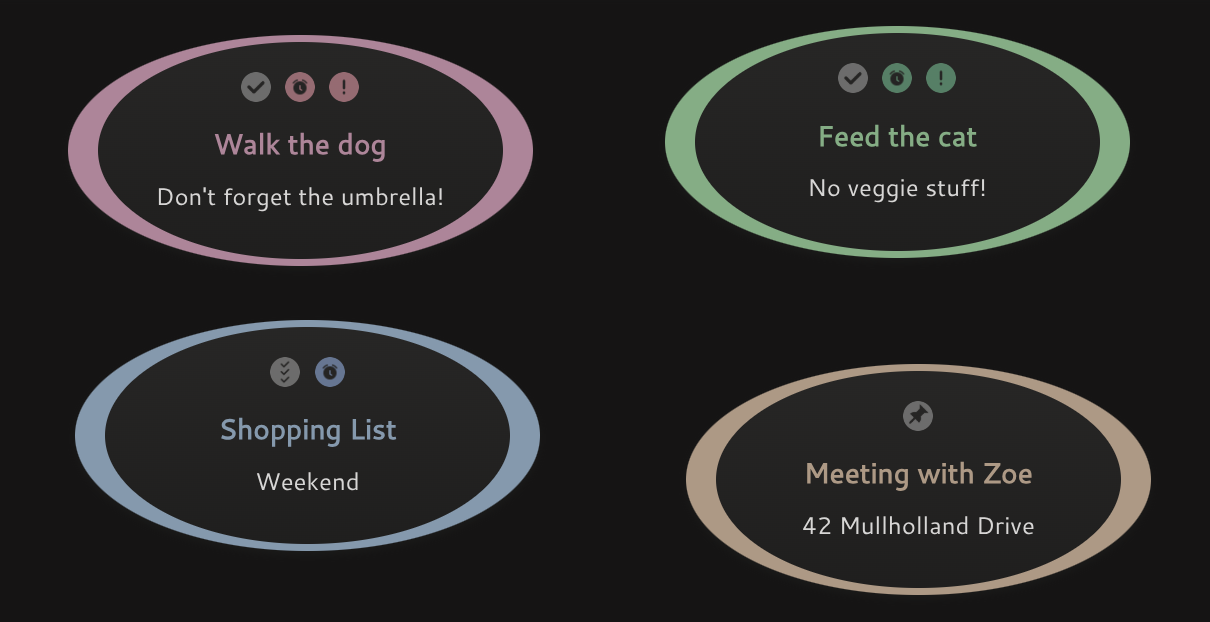 Walk the dog
Don't forget the umbrella!
Feed the cat
No veggie stuff!
Shopping List
Weekend
Meeting with Zoe
42 Mullholland Drive